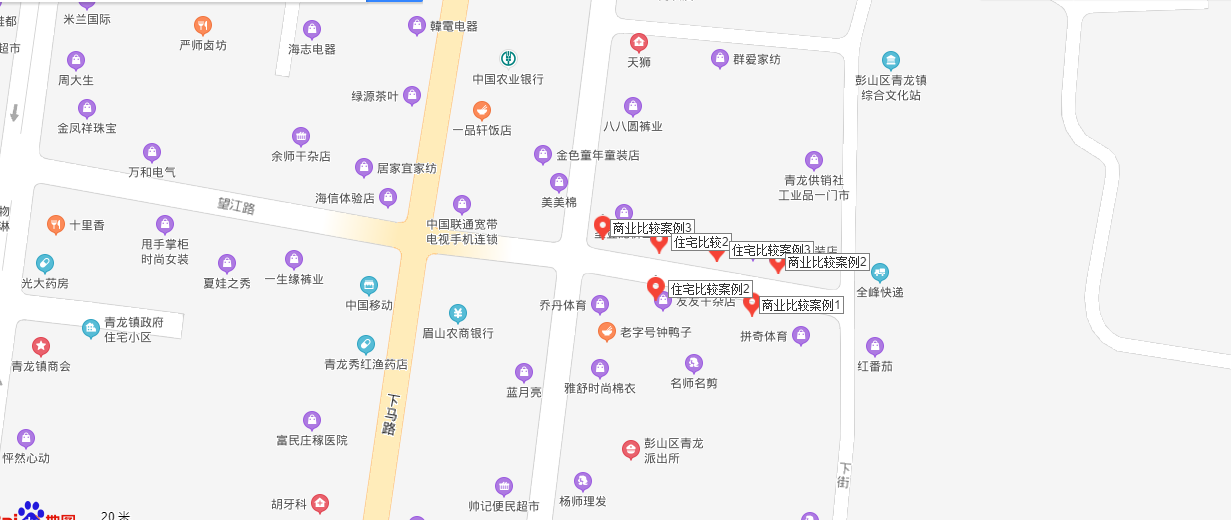 鞋都
超市
米兰国际
严师卤坊
海志电器
韓電电器
周大生
中国农业银行
天狮
群爱家纺
彭山区青龙镇
综合文化站
金凤祥珠宝
绿源茶叶
一品轩饭店
八八圆裤业
万和电气
余师干杂店
居家宜家纺
金色童年童装店
海信体验店
美美棉
青龙供销社
工业品一门市
望江路
物
琳
十里香
甩手掌柜
时尚女装
中国联通宽带
电视手机连锁
商业比较案例3
住宅比较2
住宅比较案例3
装店
商业比较案例2
光大药房
夏娃之秀
一生缘裤业
中国移动
住宅比较案例2
友友干杂店
商业比较案例1
全峰快递
乔丹体育
青龙镇政府
住宅小区
眉山农商银行
老字号钟鸭子
拼奇体育
青龙镇商会
青龙秀红渔药店
蓝月亮
雅舒时尚棉衣
名师名剪
红番茄
下马路
富民庄稼医院
彭山区青龙
派出所
怦然心动
下街
胡牙科
帅记便民超市
杨师理发
20 米